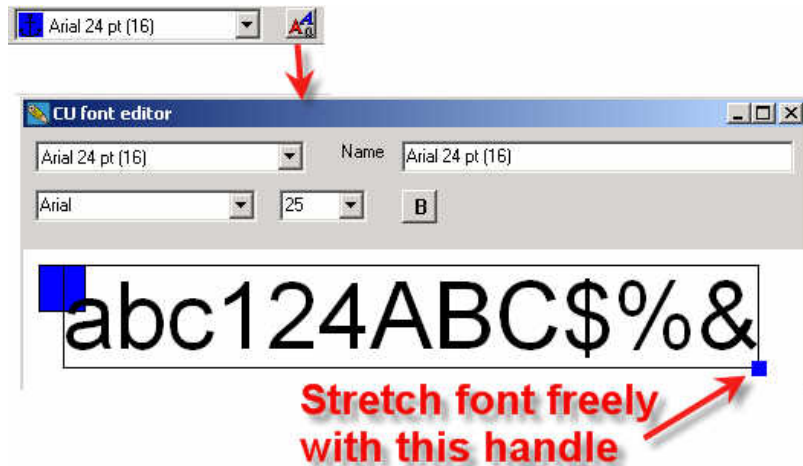 Arial 24 pt (16)
CU font editor
Arial 24 pt (16) Name Arial 24 pt (16)
Arial 25 B
abc124ABC$%&
Stretch font freely
with this handle